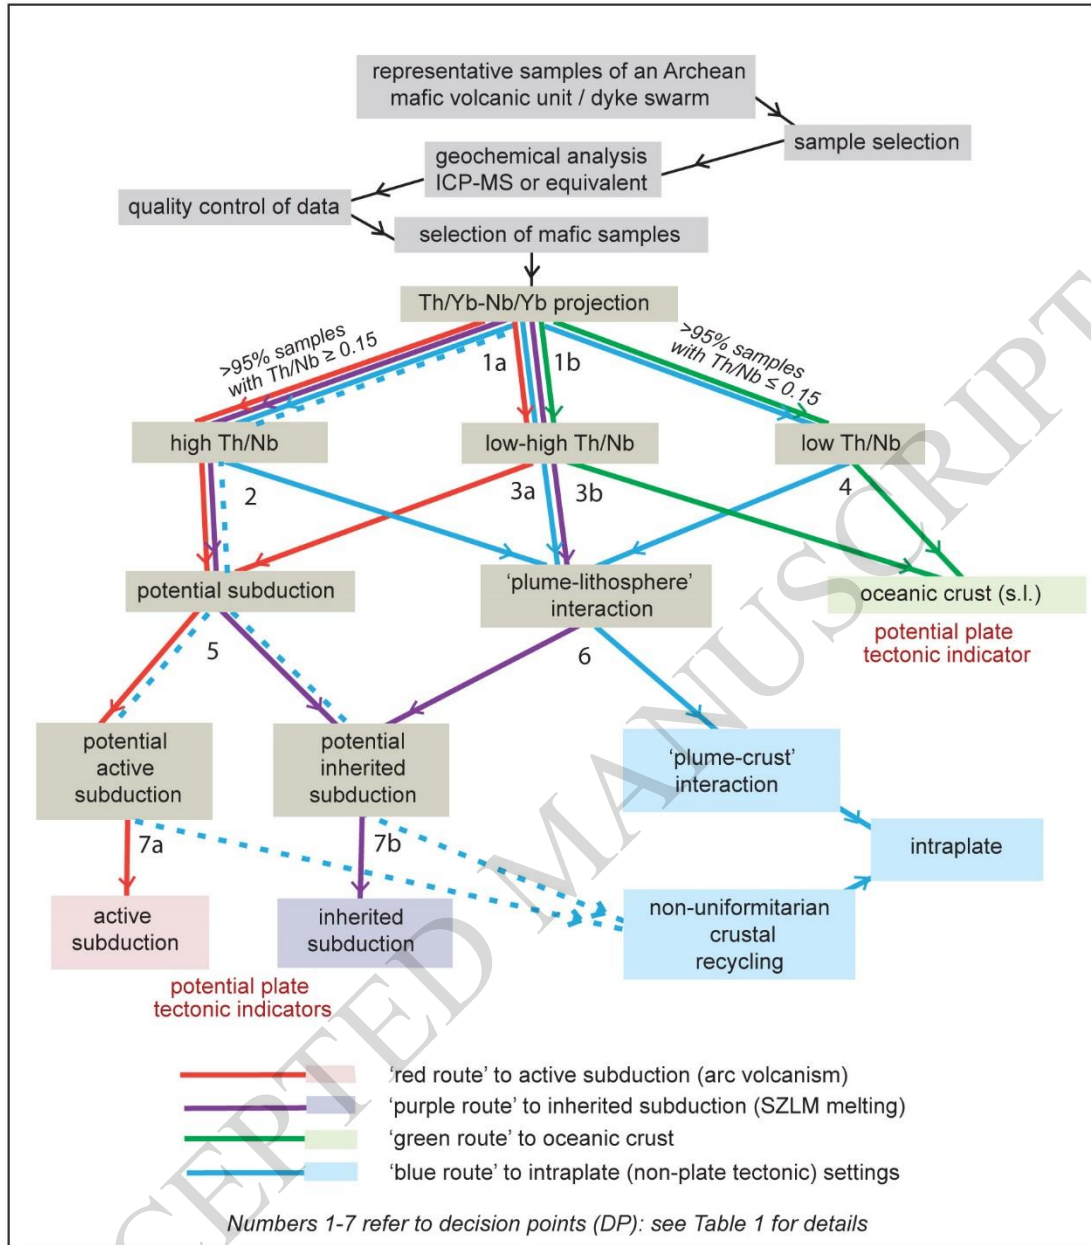 representative samples of an Archean
mafic volcanic unit / dyke swarm
sample selection
geochemical analysis
ICP-MS or equivalent
quality control of data
selection of mafic samples
Th/Yb-Nb/Yb projection
>95% samples
with Th/Nb ≥ 0.15
1a
1b
>95% samples
with Th/Nb ≤ 0.15
high Th/Nb
low-high Th/Nb
low Th/Nb
2
3a
3b
4
potential subduction
‘plume-lithosphere’
interaction
oceanic crust (s.l.)
potential plate
tectonic indicator
5
6
potential
active
subduction
potential
inherited
subduction
‘plume-crust’
interaction
7a
7b
intraplate
active
subduction
inherited
subduction
non-uniformitarian
crustal
recycling
potential plate
tectonic indicators
‘red route’ to active subduction (arc volcanism)
‘purple route’ to inherited subduction (SZLM melting)
‘green route’ to oceanic crust
‘blue route’ to intraplate (non-plate tectonic) settings
Numbers 1-7 refer to decision points (DP): see Table 1 for details
CEPTED MANUSCRIPT